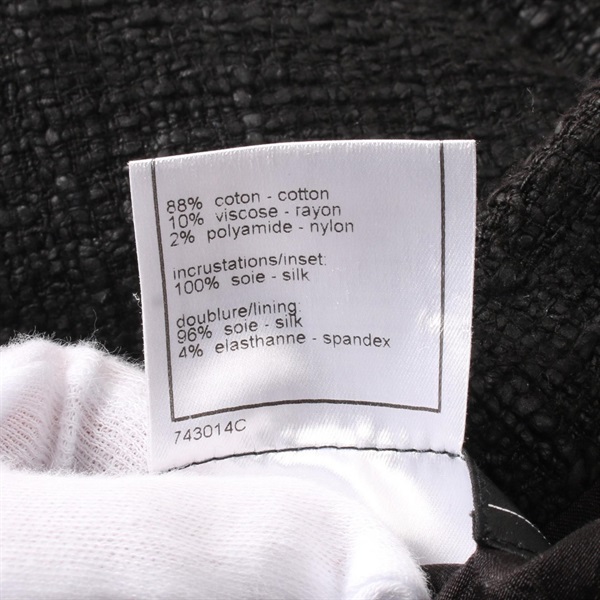 88% coton - cotton
10% viscose - rayon
2% polyamide - nylon
incrustations/inset:
100% soie - silk
doublure/lining:
96% soie - silk
4% elasthanne - spandex
743014C